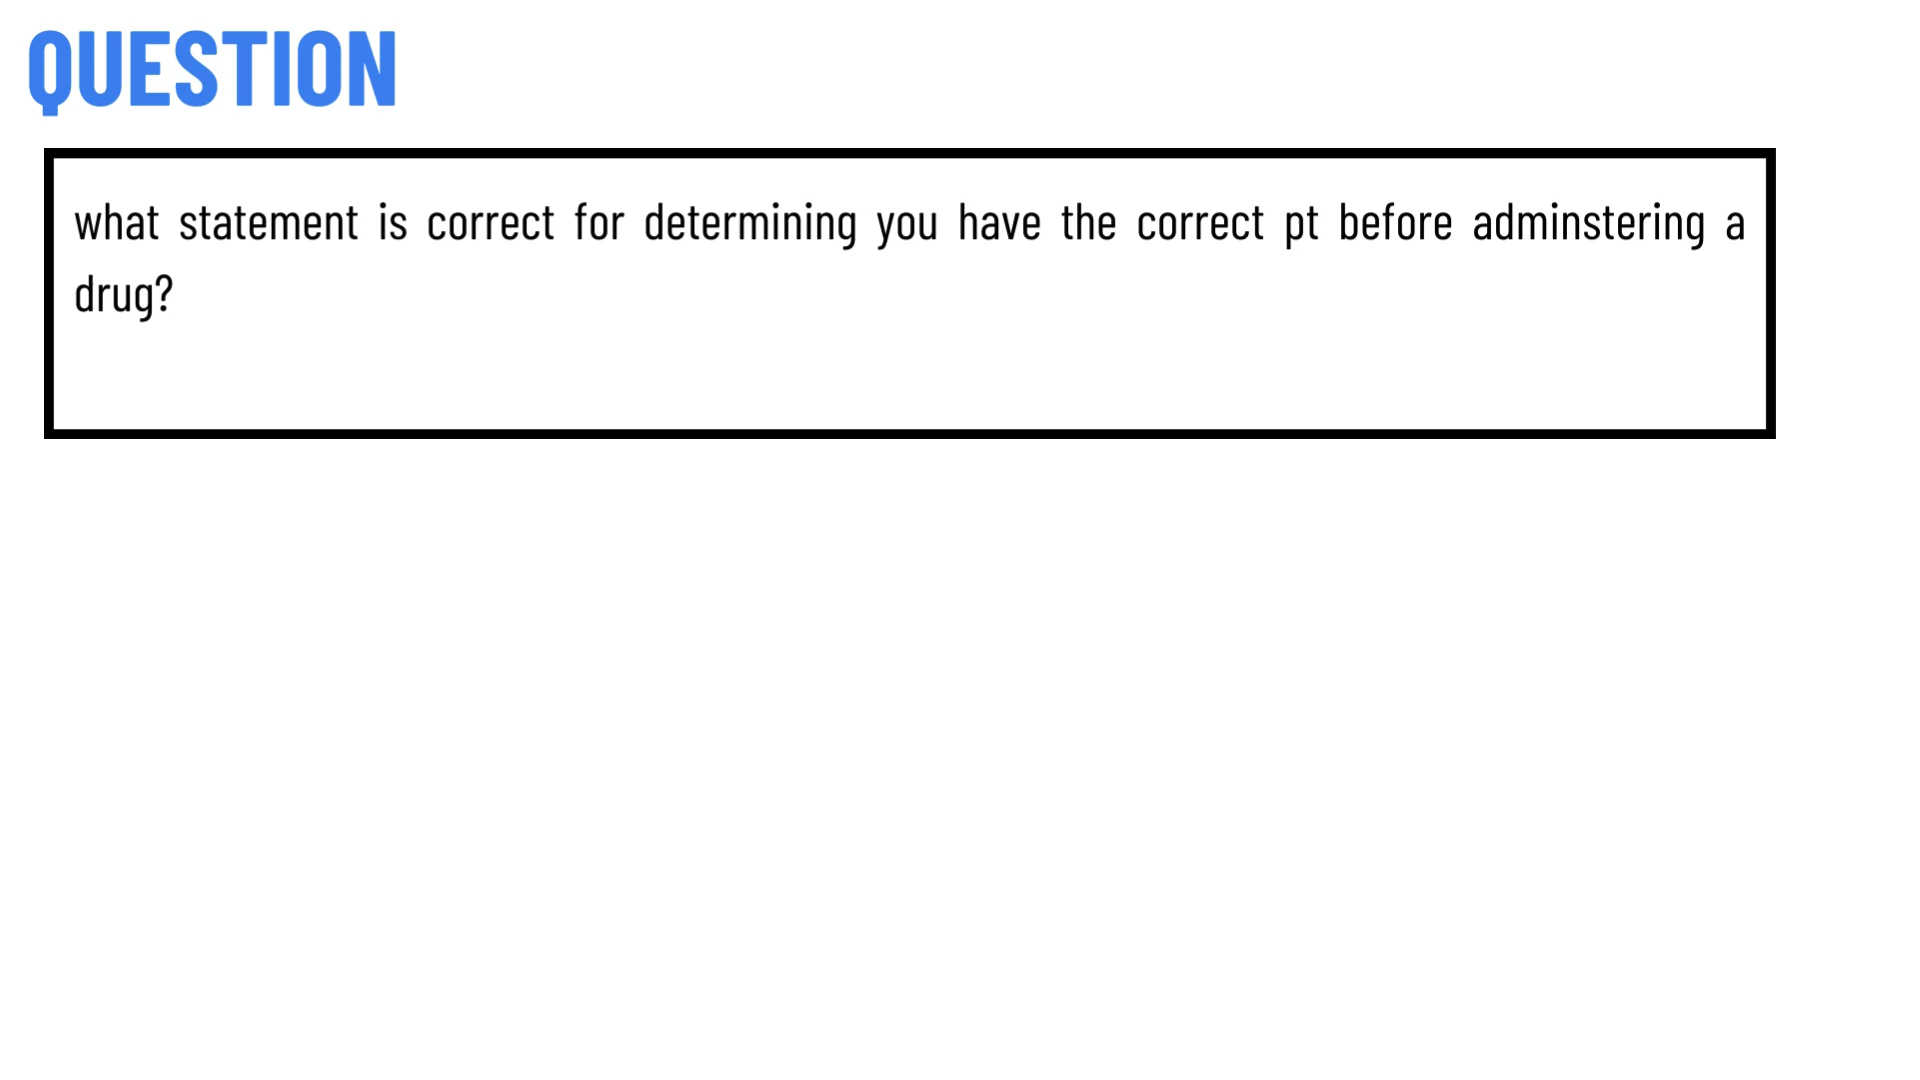 QUESTION
what statement is correct for determining you have the correct pt before adminstering a
drug?